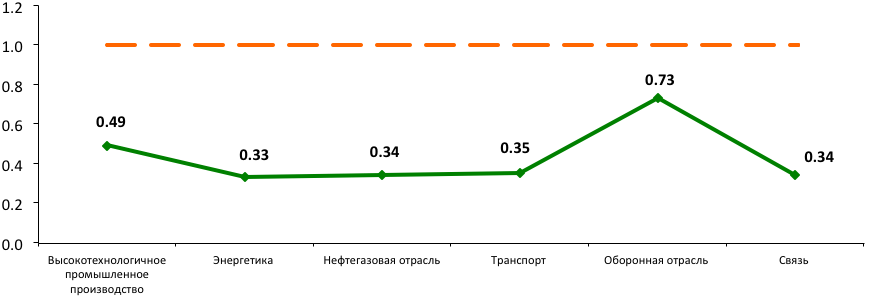 1.2
1.0
0.8
0.6
0.4
0.2
0.0
0.49
0.33
0.34
0.35
0.73
0.34
Высокотехнологичное
промышленное
производство
Энергетика
Нефтегазовая отрасль
Транспорт
Оборонная отрасль
Связь